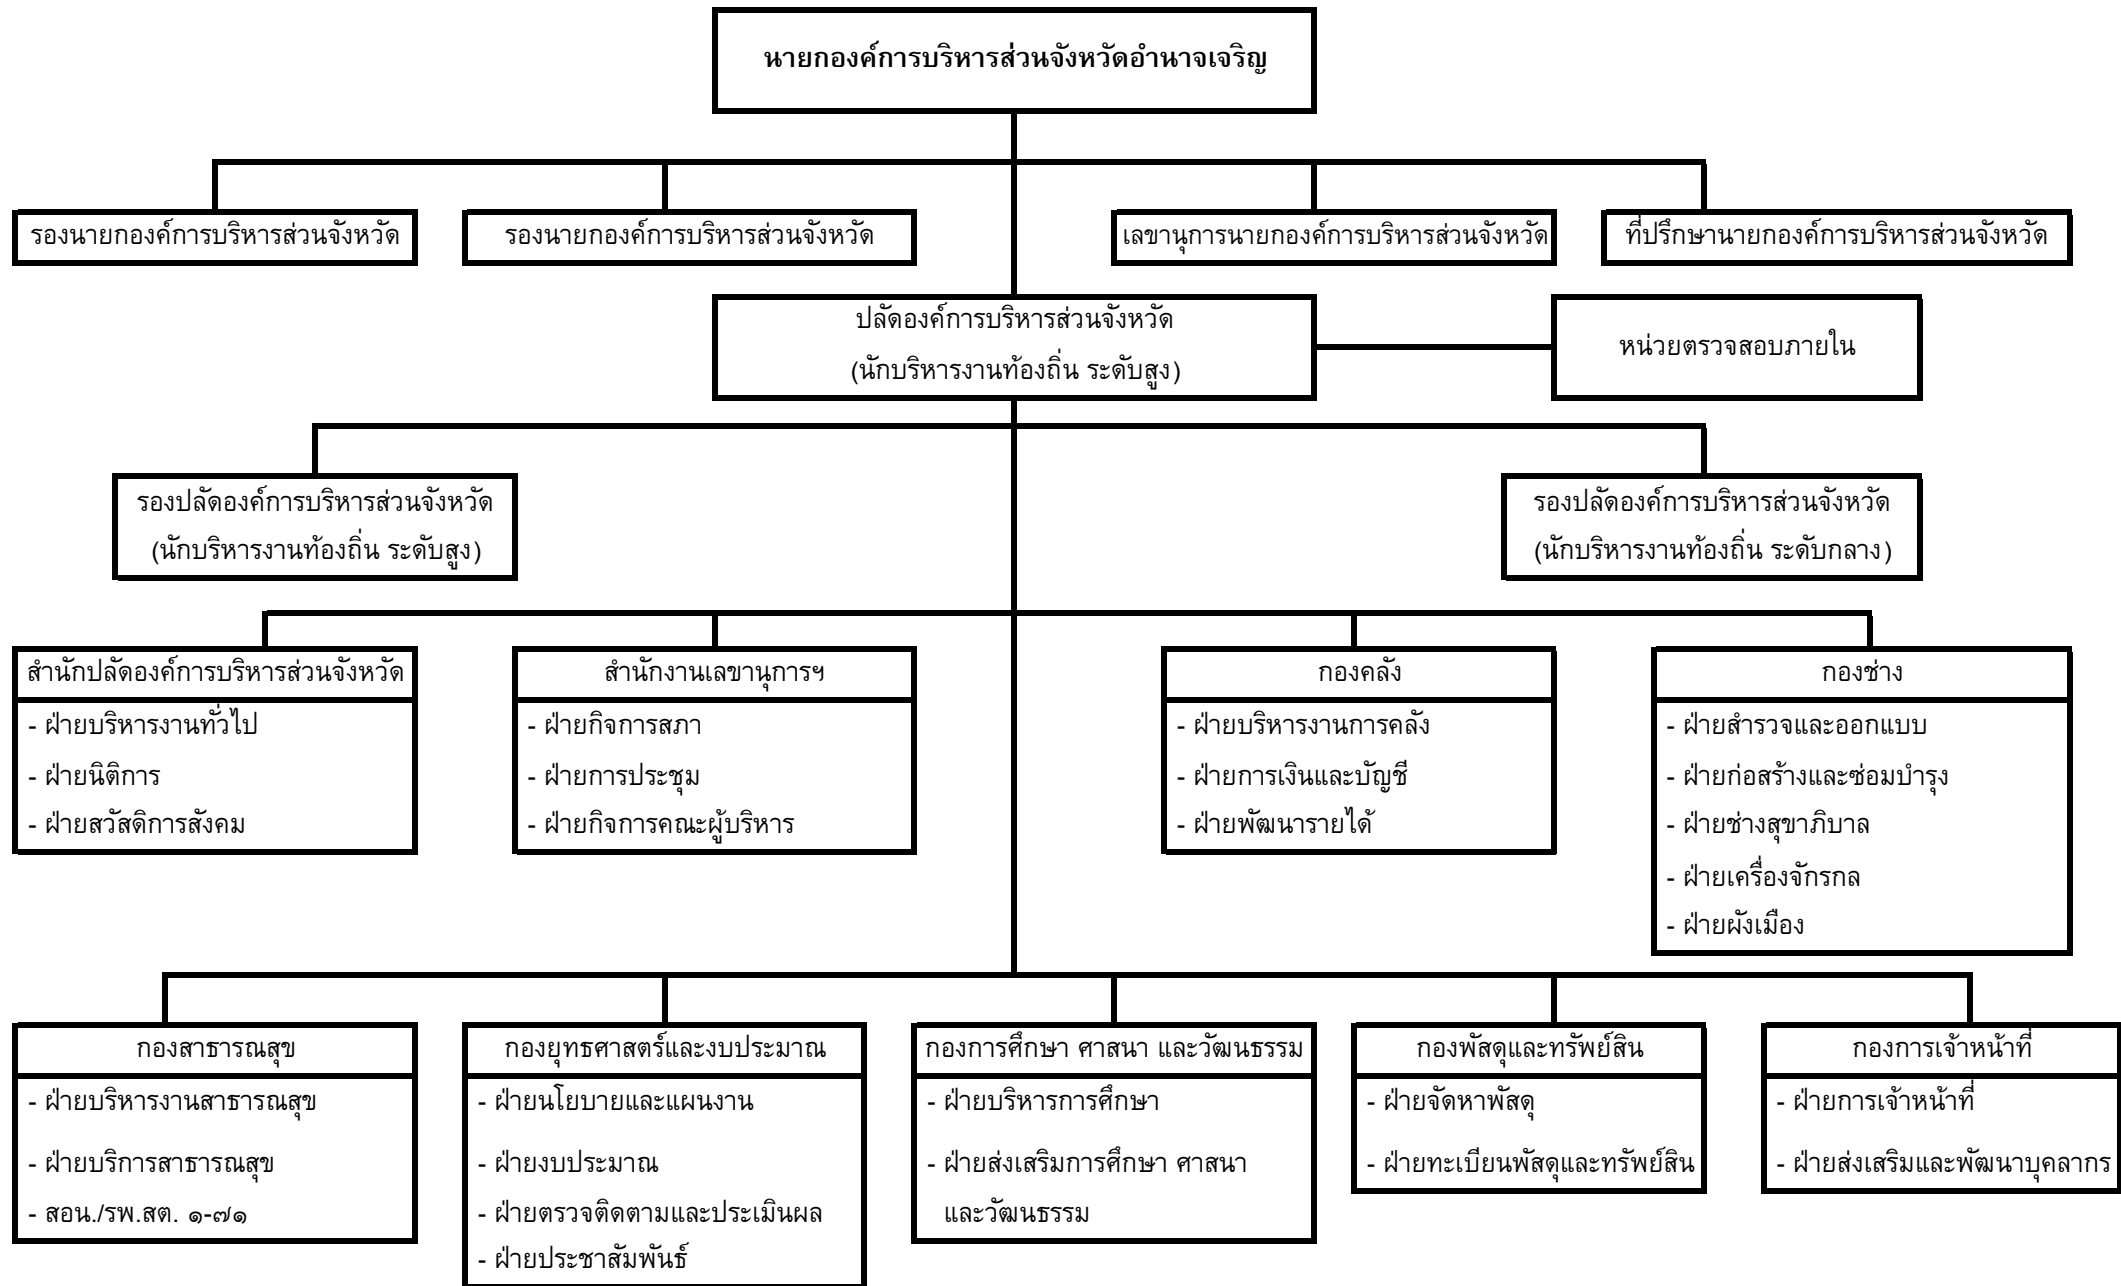 นายกองค์การบริหารส่วนจังหวัดอำนาจเจริญ
รองนายกองค์การบริหารส่วนจังหวัด
รองนายกองค์การบริหารส่วนจังหวัด
เลขานุการนายกองค์การบริหารส่วนจังหวัด
ที่ปรึกษานายกองค์การบริหารส่วนจังหวัด
ปลัดองค์การบริหารส่วนจังหวัด
(นักบริหารงานท้องถิ่น ระดับสูง)
หน่วยตรวจสอบภายใน
รองปลัดองค์การบริหารส่วนจังหวัด
(นักบริหารงานท้องถิ่น ระดับสูง)
รองปลัดองค์การบริหารส่วนจังหวัด
(นักบริหารงานท้องถิ่น ระดับกลาง)
สำนักปลัดองค์การบริหารส่วนจังหวัด
- ฝ่ายบริหารงานทั่วไป
- ฝ่ายนิติการ
- ฝ่ายสวัสดิการสังคม
สำนักงานเลขานุการฯ
- ฝ่ายกิจการสภา
- ฝ่ายการประชุม
- ฝ่ายกิจการคณะผู้บริหาร
กองคลัง
- ฝ่ายบริหารงานการคลัง
- ฝ่ายการเงินและบัญชี
- ฝ่ายพัฒนารายได้
กองช่าง
- ฝ่ายสำรวจและออกแบบ
- ฝ่ายก่อสร้างและซ่อมบำรุง
- ฝ่ายช่างสุขาภิบาล
- ฝ่ายเครื่องจักรกล
- ฝ่ายผังเมือง
กองสาธารณสุข
- ฝ่ายบริหารงานสาธารณสุข
- ฝ่ายบริการสาธารณสุข
- สอน./รพ.สต. ๑-๗๑
กองยุทธศาสตร์และงบประมาณ
- ฝ่ายนโยบายและแผนงาน
- ฝ่ายงบประมาณ
- ฝ่ายตรวจติดตามและประเมินผล
- ฝ่ายประชาสัมพันธ์
กองการศึกษา ศาสนา และวัฒนธรรม
- ฝ่ายบริหารการศึกษา
- ฝ่ายส่งเสริมการศึกษา ศาสนา
และวัฒนธรรม
กองพัสดุและทรัพย์สิน
- ฝ่ายจัดหาพัสดุ
- ฝ่ายทะเบียนพัสดุและทรัพย์สิน
กองการเจ้าหน้าที่
- ฝ่ายการเจ้าหน้าที่
- ฝ่ายส่งเสริมและพัฒนาบุคลากร